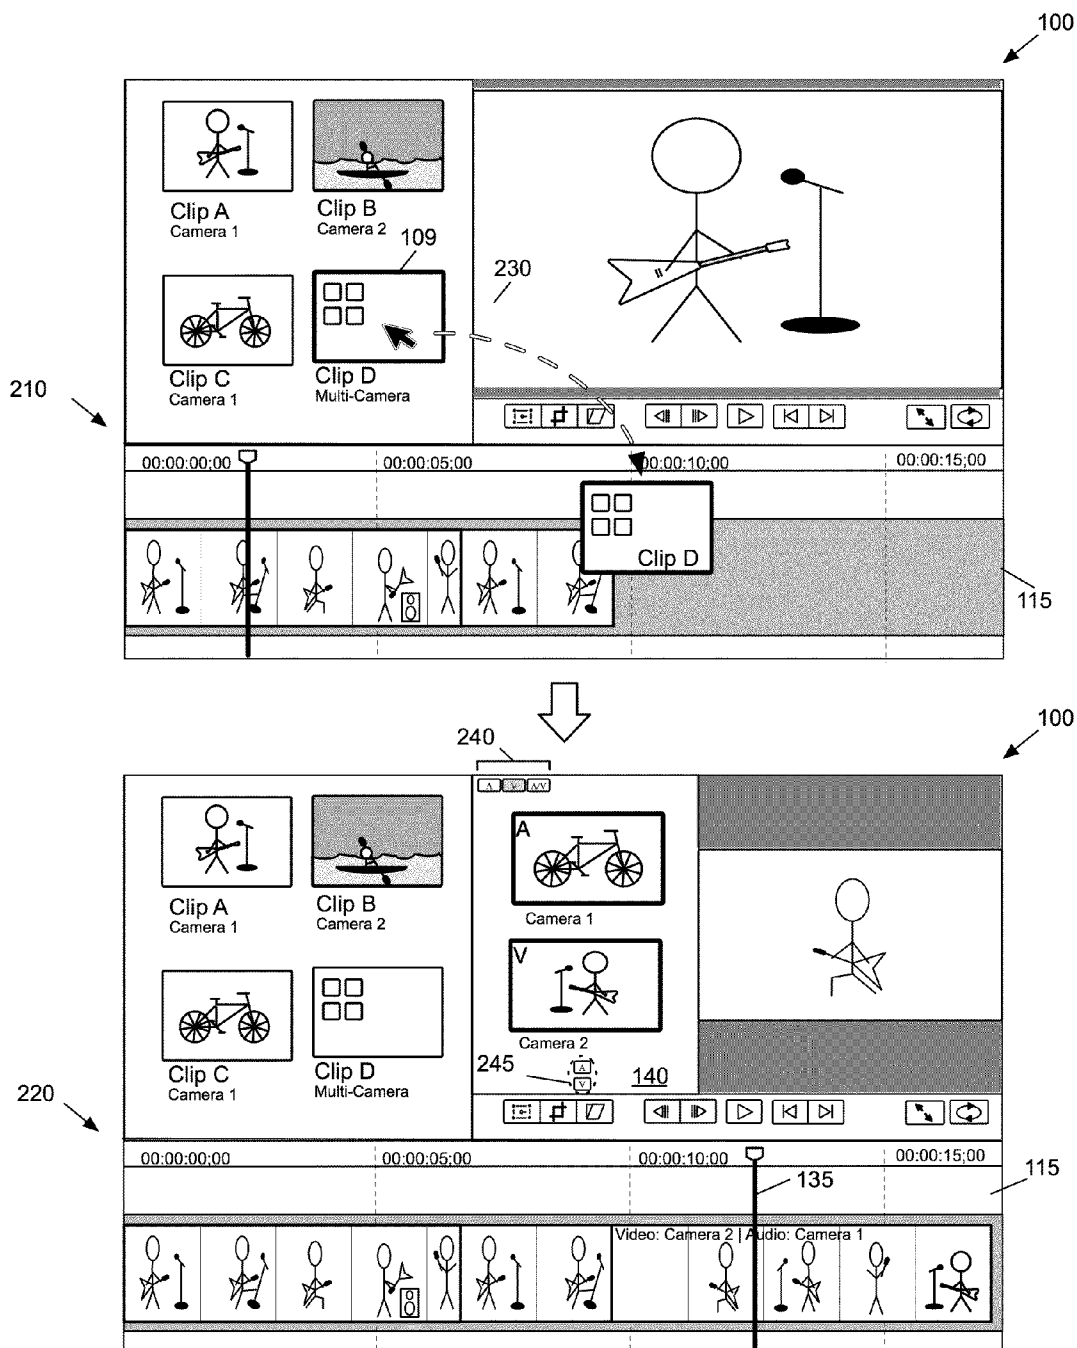 100
Clip A
Camera 1
Clip B
Camera 2
109
230
Clip C
Camera 1
Clip D
Multi-Camera
210
00:00:00;00
00:00:05;00
00:00:10;00
00:00:15;00
Clip D
115
100
240
A V A/V
A
Camera 1
Clip A
Camera 1
Clip B
Camera 2
V
Camera 2
Clip C
Camera 1
Clip D
Multi-Camera
245
A
V
140
220
00:00:00;00
00:00:05;00
00:00:10;00
00:00:15;00
135
115
Video: Camera 2 | Audio: Camera 1